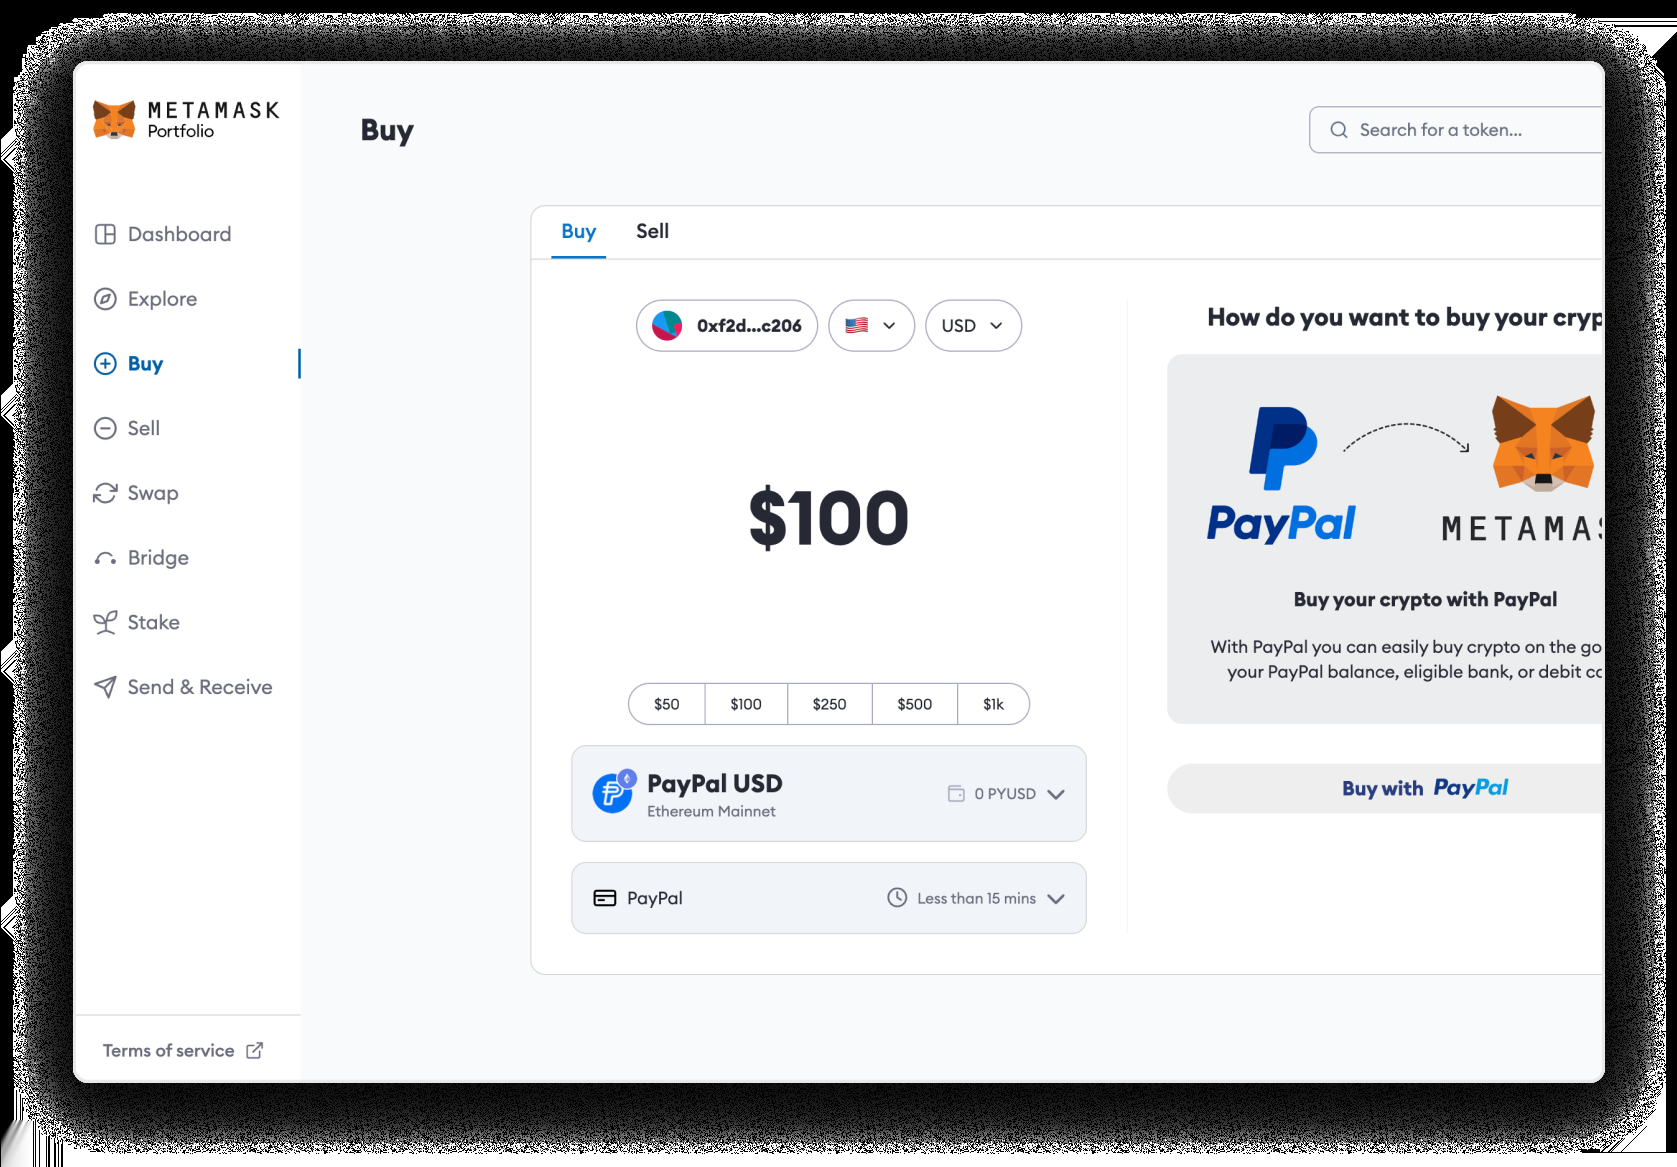 METAMASK
Portfolio
Dashboard
Explore
Buy
Sell
Swap
Bridge
Stake
Send & Receive
Terms of service
Buy
Search for a token...
Buy Sell
0xf2d...c206 USD
$100
$50 $100 $250 $500 $1k
PayPal USD
Ethereum Mainnet
0 PYUSD
PayPal Less than 15 mins
How do you want to buy your cryp
PayPal
METAMAS
Buy your crypto with PayPal
With PayPal you can easily buy crypto on the go
your PayPal balance, eligible bank, or debit
Buy with PayPal